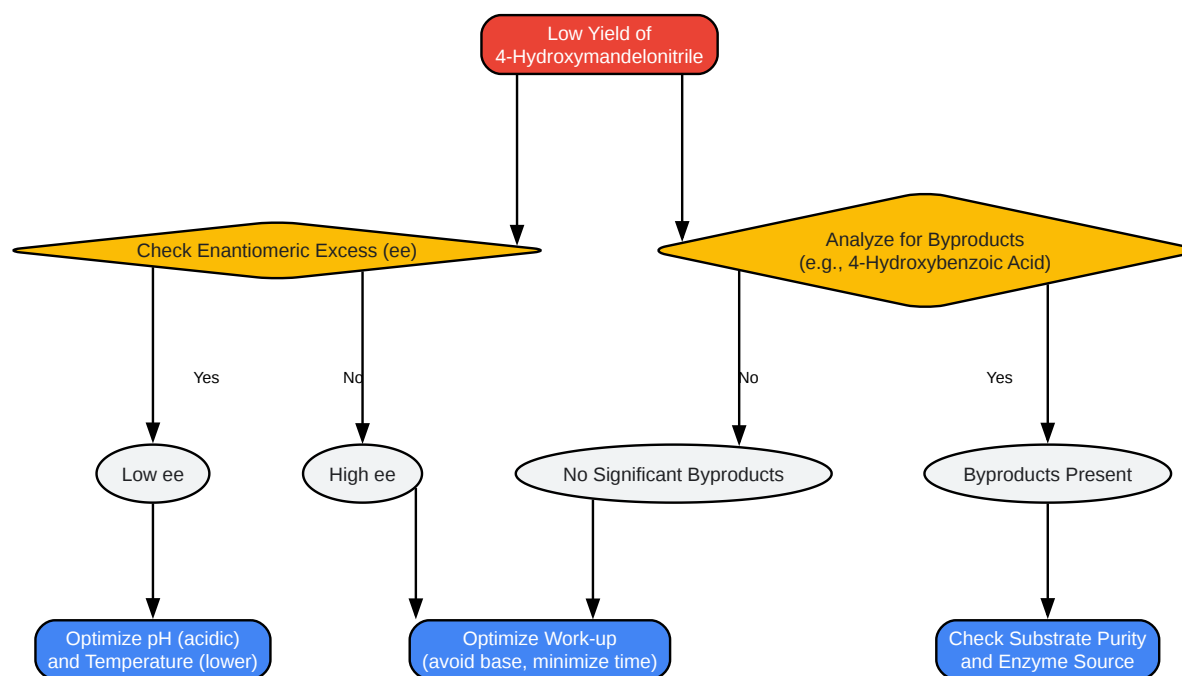 Low Yield of
4-Hydroxymandelonitrile
Check Enantiomeric Excess (ee)
Analyze for Byproducts
(e.g., 4-Hydroxybenzoic Acid)
Yes
No
No
Yes
Low ee
High ee
No Significant Byproducts
Byproducts Present
Optimize pH (acidic)
and Temperature (lower)
Optimize Work-up
(avoid base, minimize time)
Check Substrate Purity
and Enzyme Source